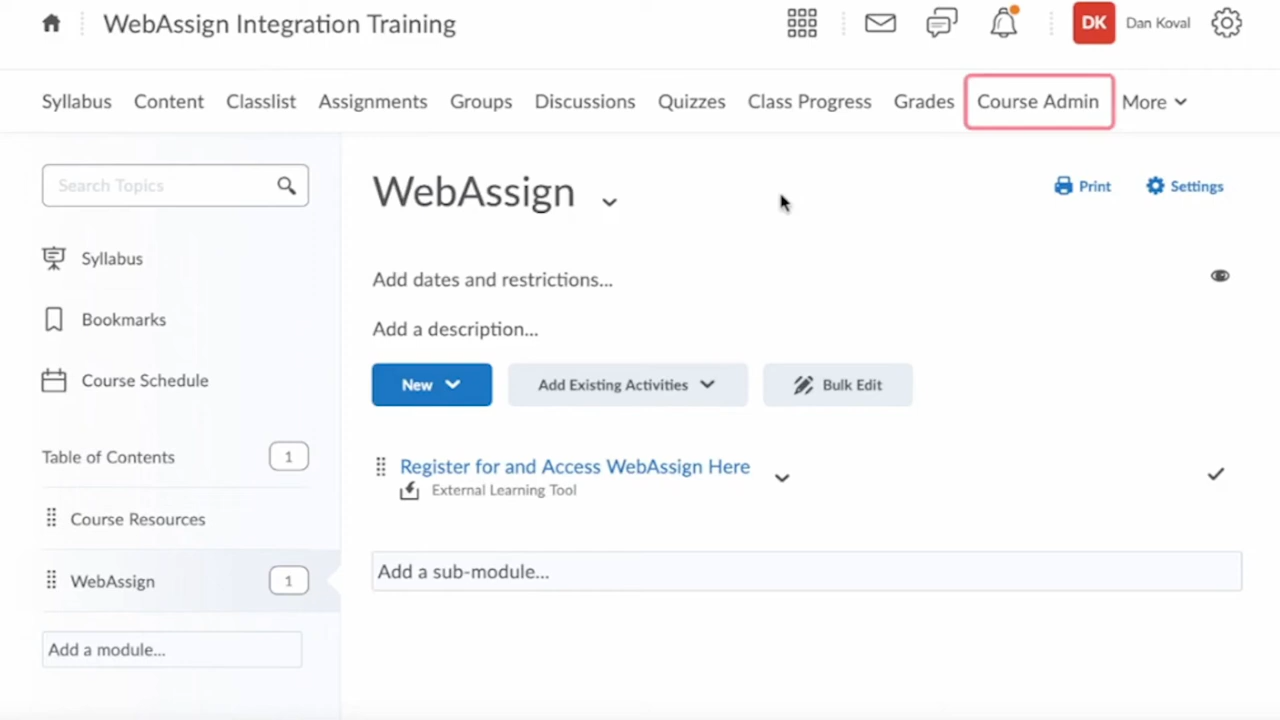 WebAssign Integration Training
DK Dan Koval
Syllabus Content Classlist Assignments Groups Discussions Quizzes Class Progress Grades Course Admin More
Search Topics
WebAssign
Print Settings
Syllabus
Add dates and restrictions...
Bookmarks
Add a description...
Course Schedule
New Add Existing Activities Bulk Edit
Table of Contents 1
Register for and Access WebAssign Here
External Learning Tool
Course Resources
WebAssign 1
Add a sub-module...
Add a module...